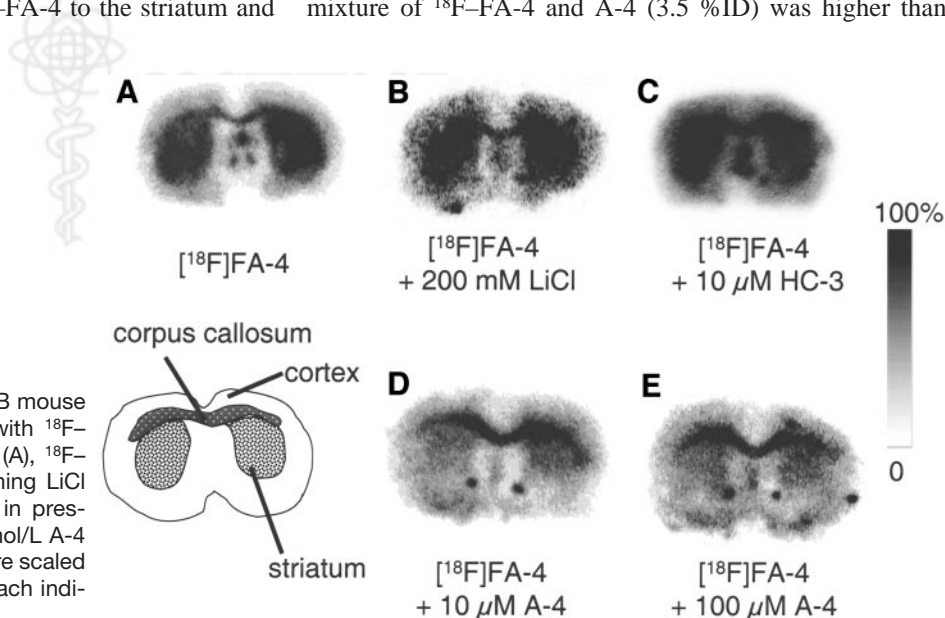 –FA-4 to the striatum and
mixture of ¹⁸F–FA-4 and A-4 (3.5 %ID) was higher than
A
B
C
[¹⁸F]FA-4
[¹⁸F]FA-4
+ 200 mM LiCl
[¹⁸F]FA-4
+ 10 µM HC-3
100%
0
corpus callosum
cortex
striatum
D
E
[¹⁸F]FA-4
+ 10 µM A-4
[¹⁸F]FA-4
+ 100 µM A-4
B mouse
with ¹⁸F–
(A), ¹⁸F–
ning LiCl
in pres-
nol/L A-4
re scaled
ach indi-